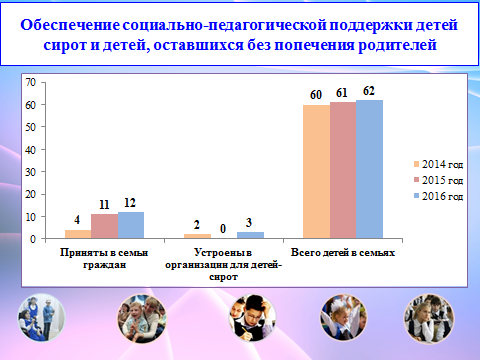 Обеспечение социально-педагогической поддержки детей
сирот и детей, оставшихся без попечения родителей
70
60
50
40
30
20
10
0
4
11
12
2
0
3
60
61
62
Приняты в семьи
граждан
Устроены в
организации для детей-
сирот
Всего детей в семьях
2014 год
2015 год
2016 год